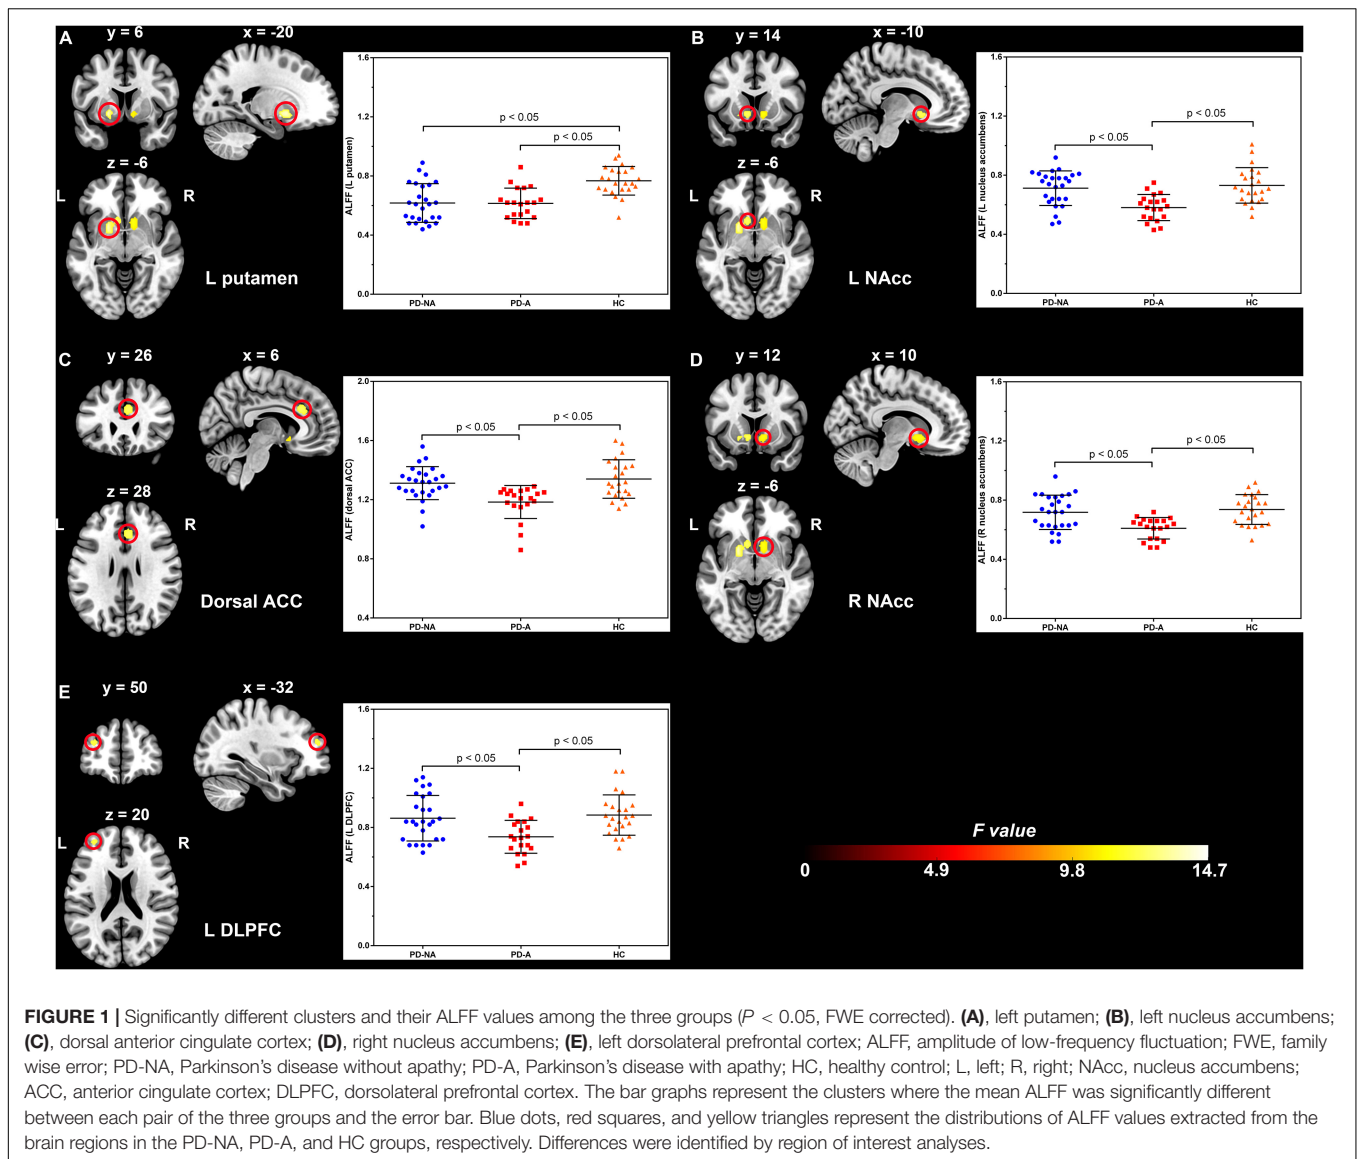 A
y = 6
x = -20
z = -6
L
R
L putamen
ALFF (L putamen)
1.6
1.2
0.8
0.4
0.0
p < 0.05
p < 0.05
PD-NA
PD-A
HC
B
y = 14
x = -10
z = -6
L
R
L NAcc
ALFF (L nucleus accumbens)
1.6
1.2
0.8
0.4
0.0
p < 0.05
p < 0.05
PD-NA
PD-A
HC
C
y = 26
x = 6
z = 28
L
R
Dorsal ACC
ALFF (dorsal ACC)
2.0
1.6
1.2
0.8
0.4
p < 0.05
p < 0.05
PD-NA
PD-A
HC
D
y = 12
x = 10
z = -6
L
R
R NAcc
ALFF (R nucleus accumbens)
1.6
1.2
0.8
0.4
0.0
p < 0.05
p < 0.05
PD-NA
PD-A
HC
E
y = 50
x = -32
z = 20
L
R
L DLPFC
ALFF (L DLPFC)
1.6
1.2
0.8
0.4
0.0
p < 0.05
p < 0.05
PD-NA
PD-A
HC
F value
0
4.9
9.8
14.7
FIGURE 1 | Significantly different clusters and their ALFF values among the three groups (P < 0.05, FWE corrected). (A), left putamen; (B), left nucleus accumbens;
(C), dorsal anterior cingulate cortex; (D), right nucleus accumbens; (E), left dorsolateral prefrontal cortex; ALFF, amplitude of low-frequency fluctuation; FWE, family
wise error; PD-NA, Parkinson's disease without apathy; PD-A, Parkinson's disease with apathy; HC, healthy control; L, left; R, right; NAcc, nucleus accumbens;
ACC, anterior cingulate cortex; DLPFC, dorsolateral prefrontal cortex. The bar graphs represent the clusters where the mean ALFF was significantly different
between each pair of the three groups and the error bar. Blue dots, red squares, and yellow triangles represent the distributions of ALFF values extracted from the
brain regions in the PD-NA, PD-A, and HC groups, respectively. Differences were identified by region of interest analyses.